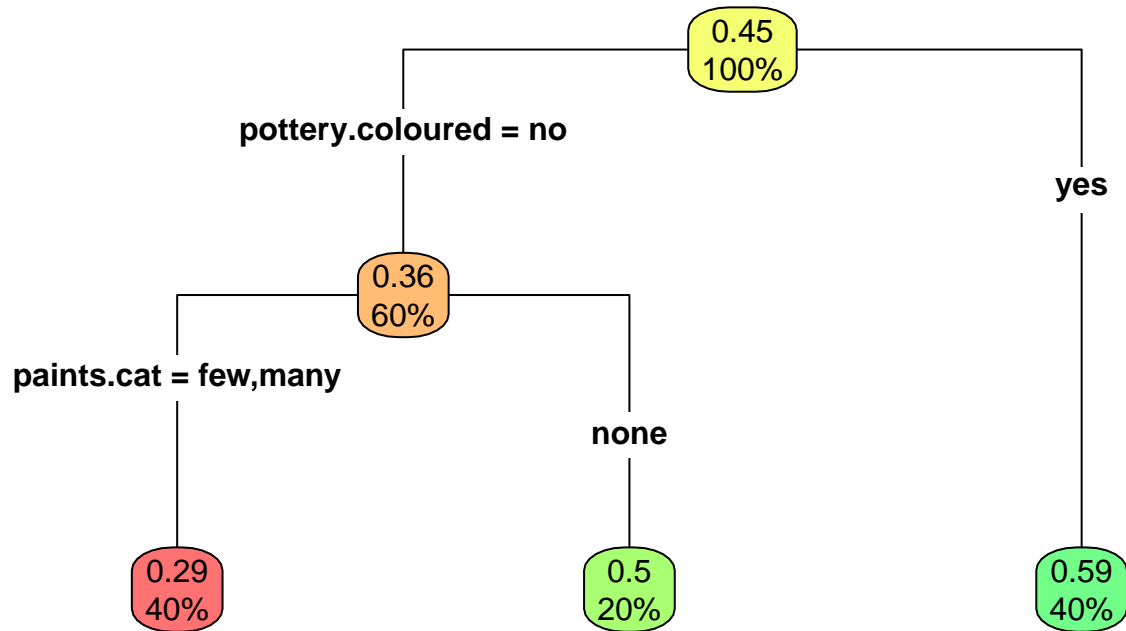 0.45
100%
pottery.coloured = no
yes
0.36
60%
paints.cat = few,many
none
0.29
40%
0.5
20%
0.59
40%